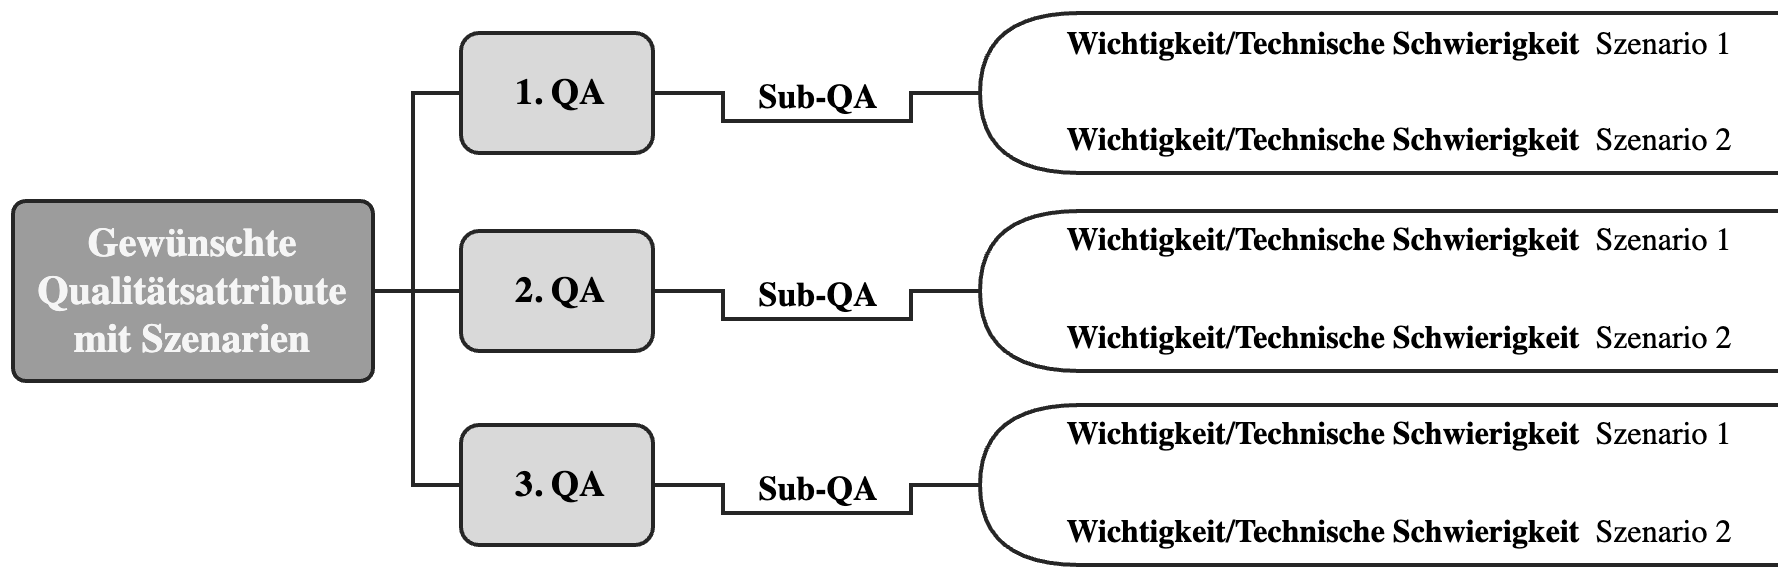 Gewünschte
Qualitätsattribute
mit Szenarien
1. QA
Sub-QA
Wichtigkeit/Technische Schwierigkeit Szenario 1
Wichtigkeit/Technische Schwierigkeit Szenario 2
2. QA
Sub-QA
Wichtigkeit/Technische Schwierigkeit Szenario 1
Wichtigkeit/Technische Schwierigkeit Szenario 2
3. QA
Sub-QA
Wichtigkeit/Technische Schwierigkeit Szenario 1
Wichtigkeit/Technische Schwierigkeit Szenario 2